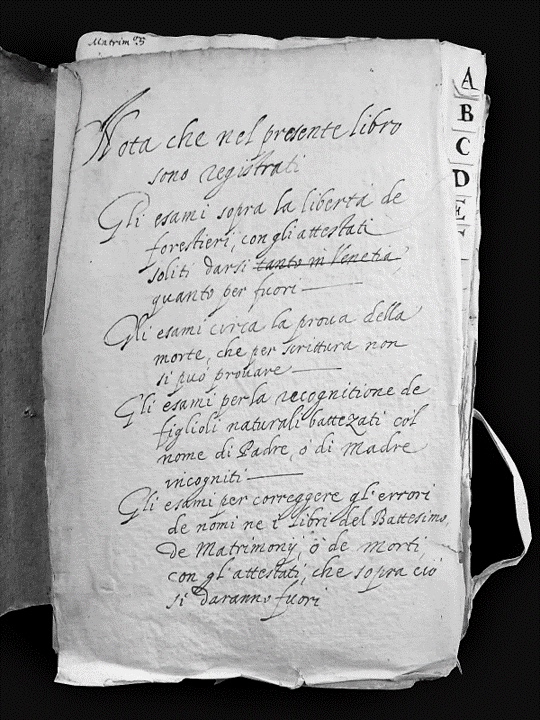 Matrim.os
A
B
C
D
E
Nota che nel presente libro
sono registrati
Gli esami sopra la libertà de
forestieri, con gli attestati
soliti darsi tanto in Venetia,
quanto per fuori
Gli esami circa la proua della
morte, che per scrittura non
si può prouare
Gli esami per la recognitione de
figlioli naturali battezati col
nome di Padre, ò di Madre
incogniti
Gli esami per correggere gl'errori
de nomi ne i Libri del Battesimo,
de Matrimonij, ò de morti,
con gl'attestati, che sopra ciò
si daranno fuori